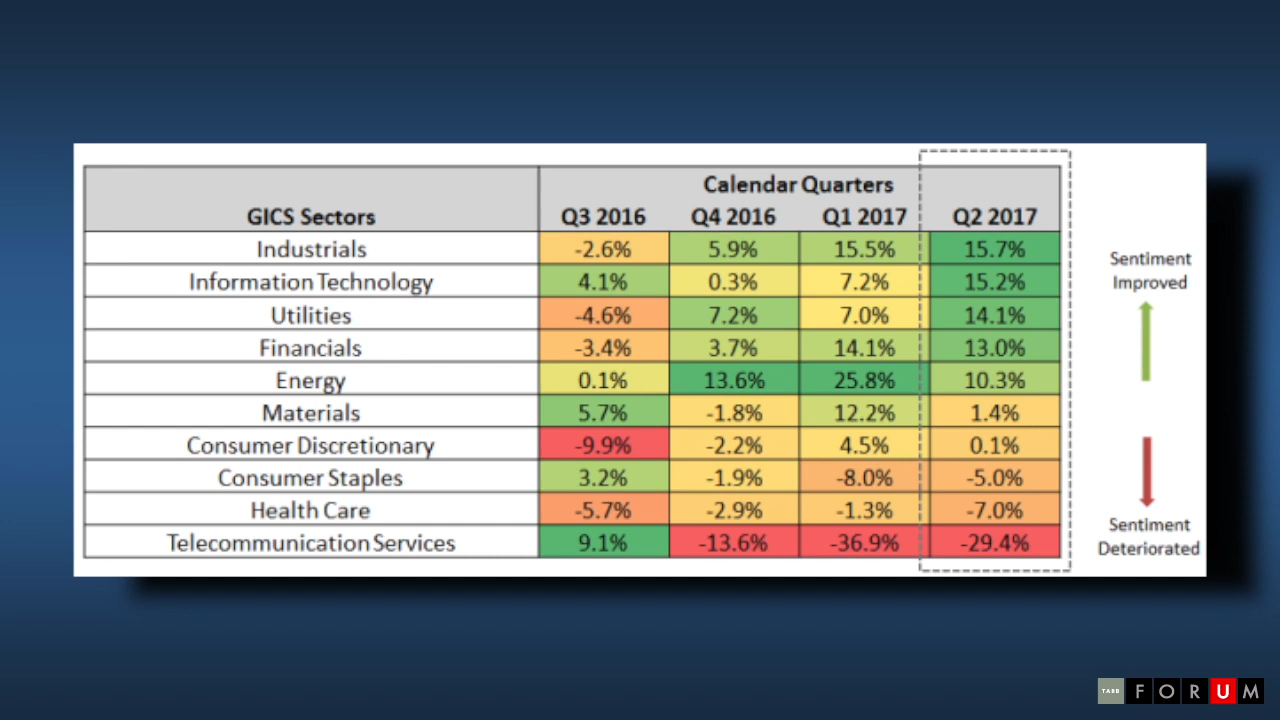 Calendar Quarters
GICS Sectors Q3 2016 Q4 2016 Q1 2017 Q2 2017
Industrials -2.6% 5.9% 15.5% 15.7%
Information Technology 4.1% 0.3% 7.2% 15.2%
Utilities -4.6% 7.2% 7.0% 14.1%
Financials -3.4% 3.7% 14.1% 13.0%
Energy 0.1% 13.6% 25.8% 10.3%
Materials 5.7% -1.8% 12.2% 1.4%
Consumer Discretionary -9.9% -2.2% 4.5% 0.1%
Consumer Staples 3.2% -1.9% -8.0% -5.0%
Health Care -5.7% -2.9% -1.3% -7.0%
Telecommunication Services 9.1% -13.6% -36.9% -29.4%
Sentiment
Improved
Sentiment
Deteriorated
TABB FORUM